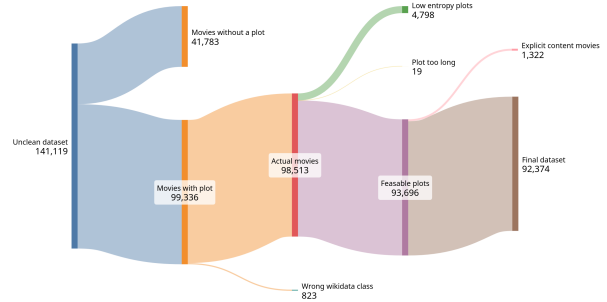 Low entropy plots
4,798
Movies without a plot
41,783
Explicit content movies
1,322
Plot too long
19
Unclean dataset
141,119
Actual movies
98,513
Final dataset
92,374
Movies with plot
99,336
Feasable plots
93,696
Wrong wikidata class
823